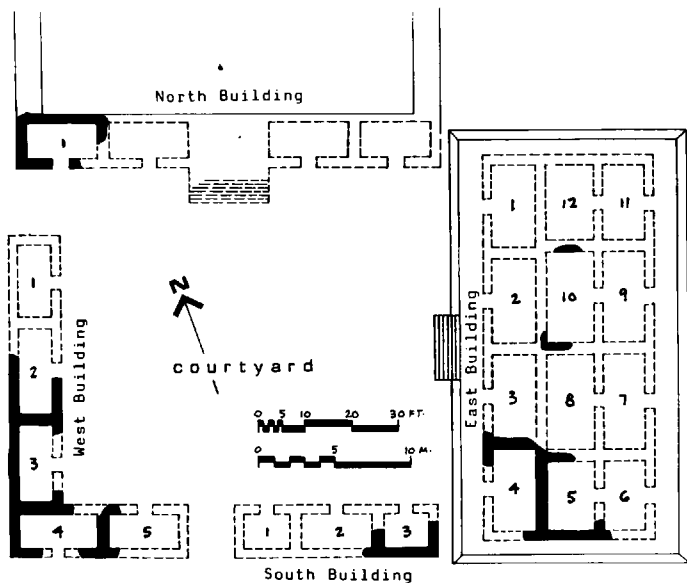 North Building
1
1
12
11
1
2
10
9
2
West Building
N
courtyard
East Building
0 5 10 20 30 FT.
3
8
7
3
0 5 10 M.
4
5
6
4
5
1
2
3
South Building